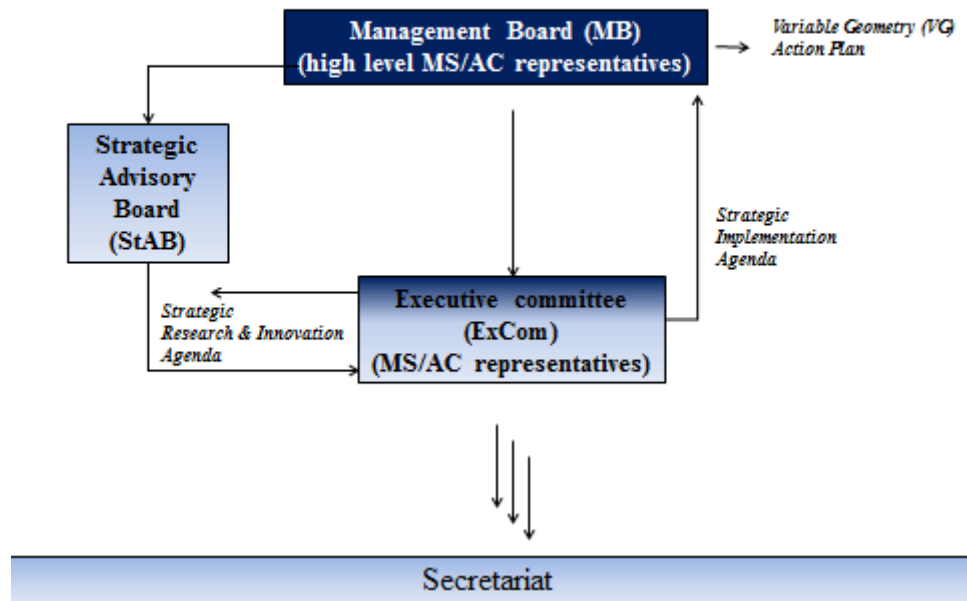 Management Board (MB)
(high level MS/AC representatives)
Variable Geometry (VG)
Action Plan
Strategic
Advisory
Board
(StAB)
Strategic
Implementation
Agenda
Strategic
Research & Innovation
Agenda
Executive committee
(ExCom)
(MS/AC representatives)
Secretariat